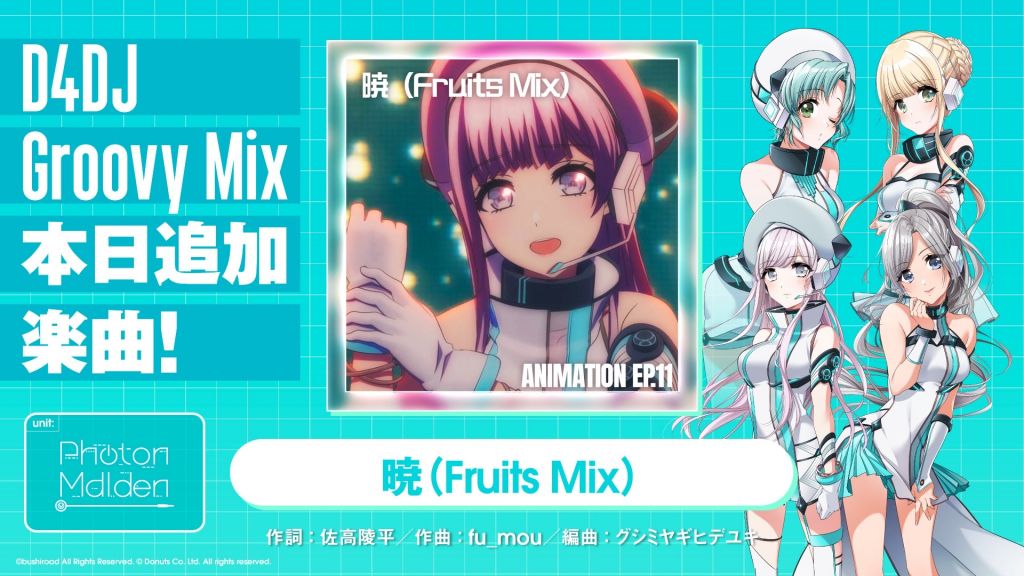 D4DJ
Groovy Mix
本日追加
楽曲!
暁（Fruits Mix）
ANIMATION EP.11
unit:
Photon
Maiden
暁（Fruits Mix）
作詞：佐高陵平／作曲：fu_mou／編曲：グシミヤギヒデユキ
©bushiroad All Rights Reserved. © Donuts Co. Ltd. All rights reserved.